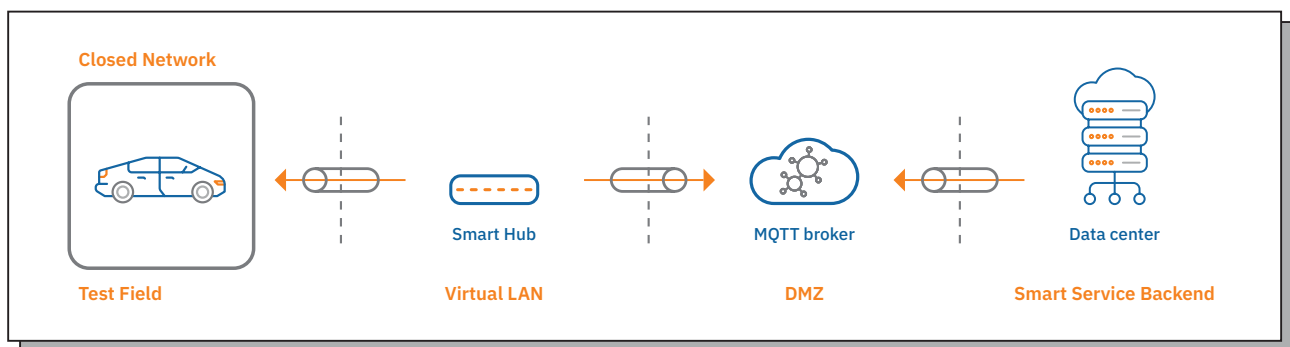 Closed Network
Smart Hub
MQTT broker
Data center
Test Field
Virtual LAN
DMZ
Smart Service Backend